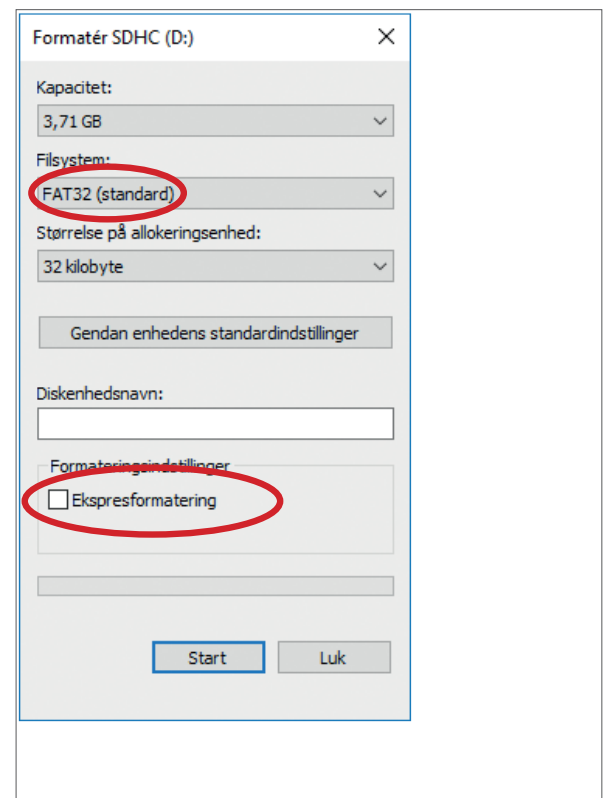 Formatér SDHC (D:)
Kapacitet:
3,71 GB
Filsystem:
FAT32 (standard)
Størrelse på allokeringsenhed:
32 kilobyte
Gendan enhedens standardindstillinger
Diskenhedsnavn:
Formateringsindstillinger
Ekspresformatering
Start
Luk